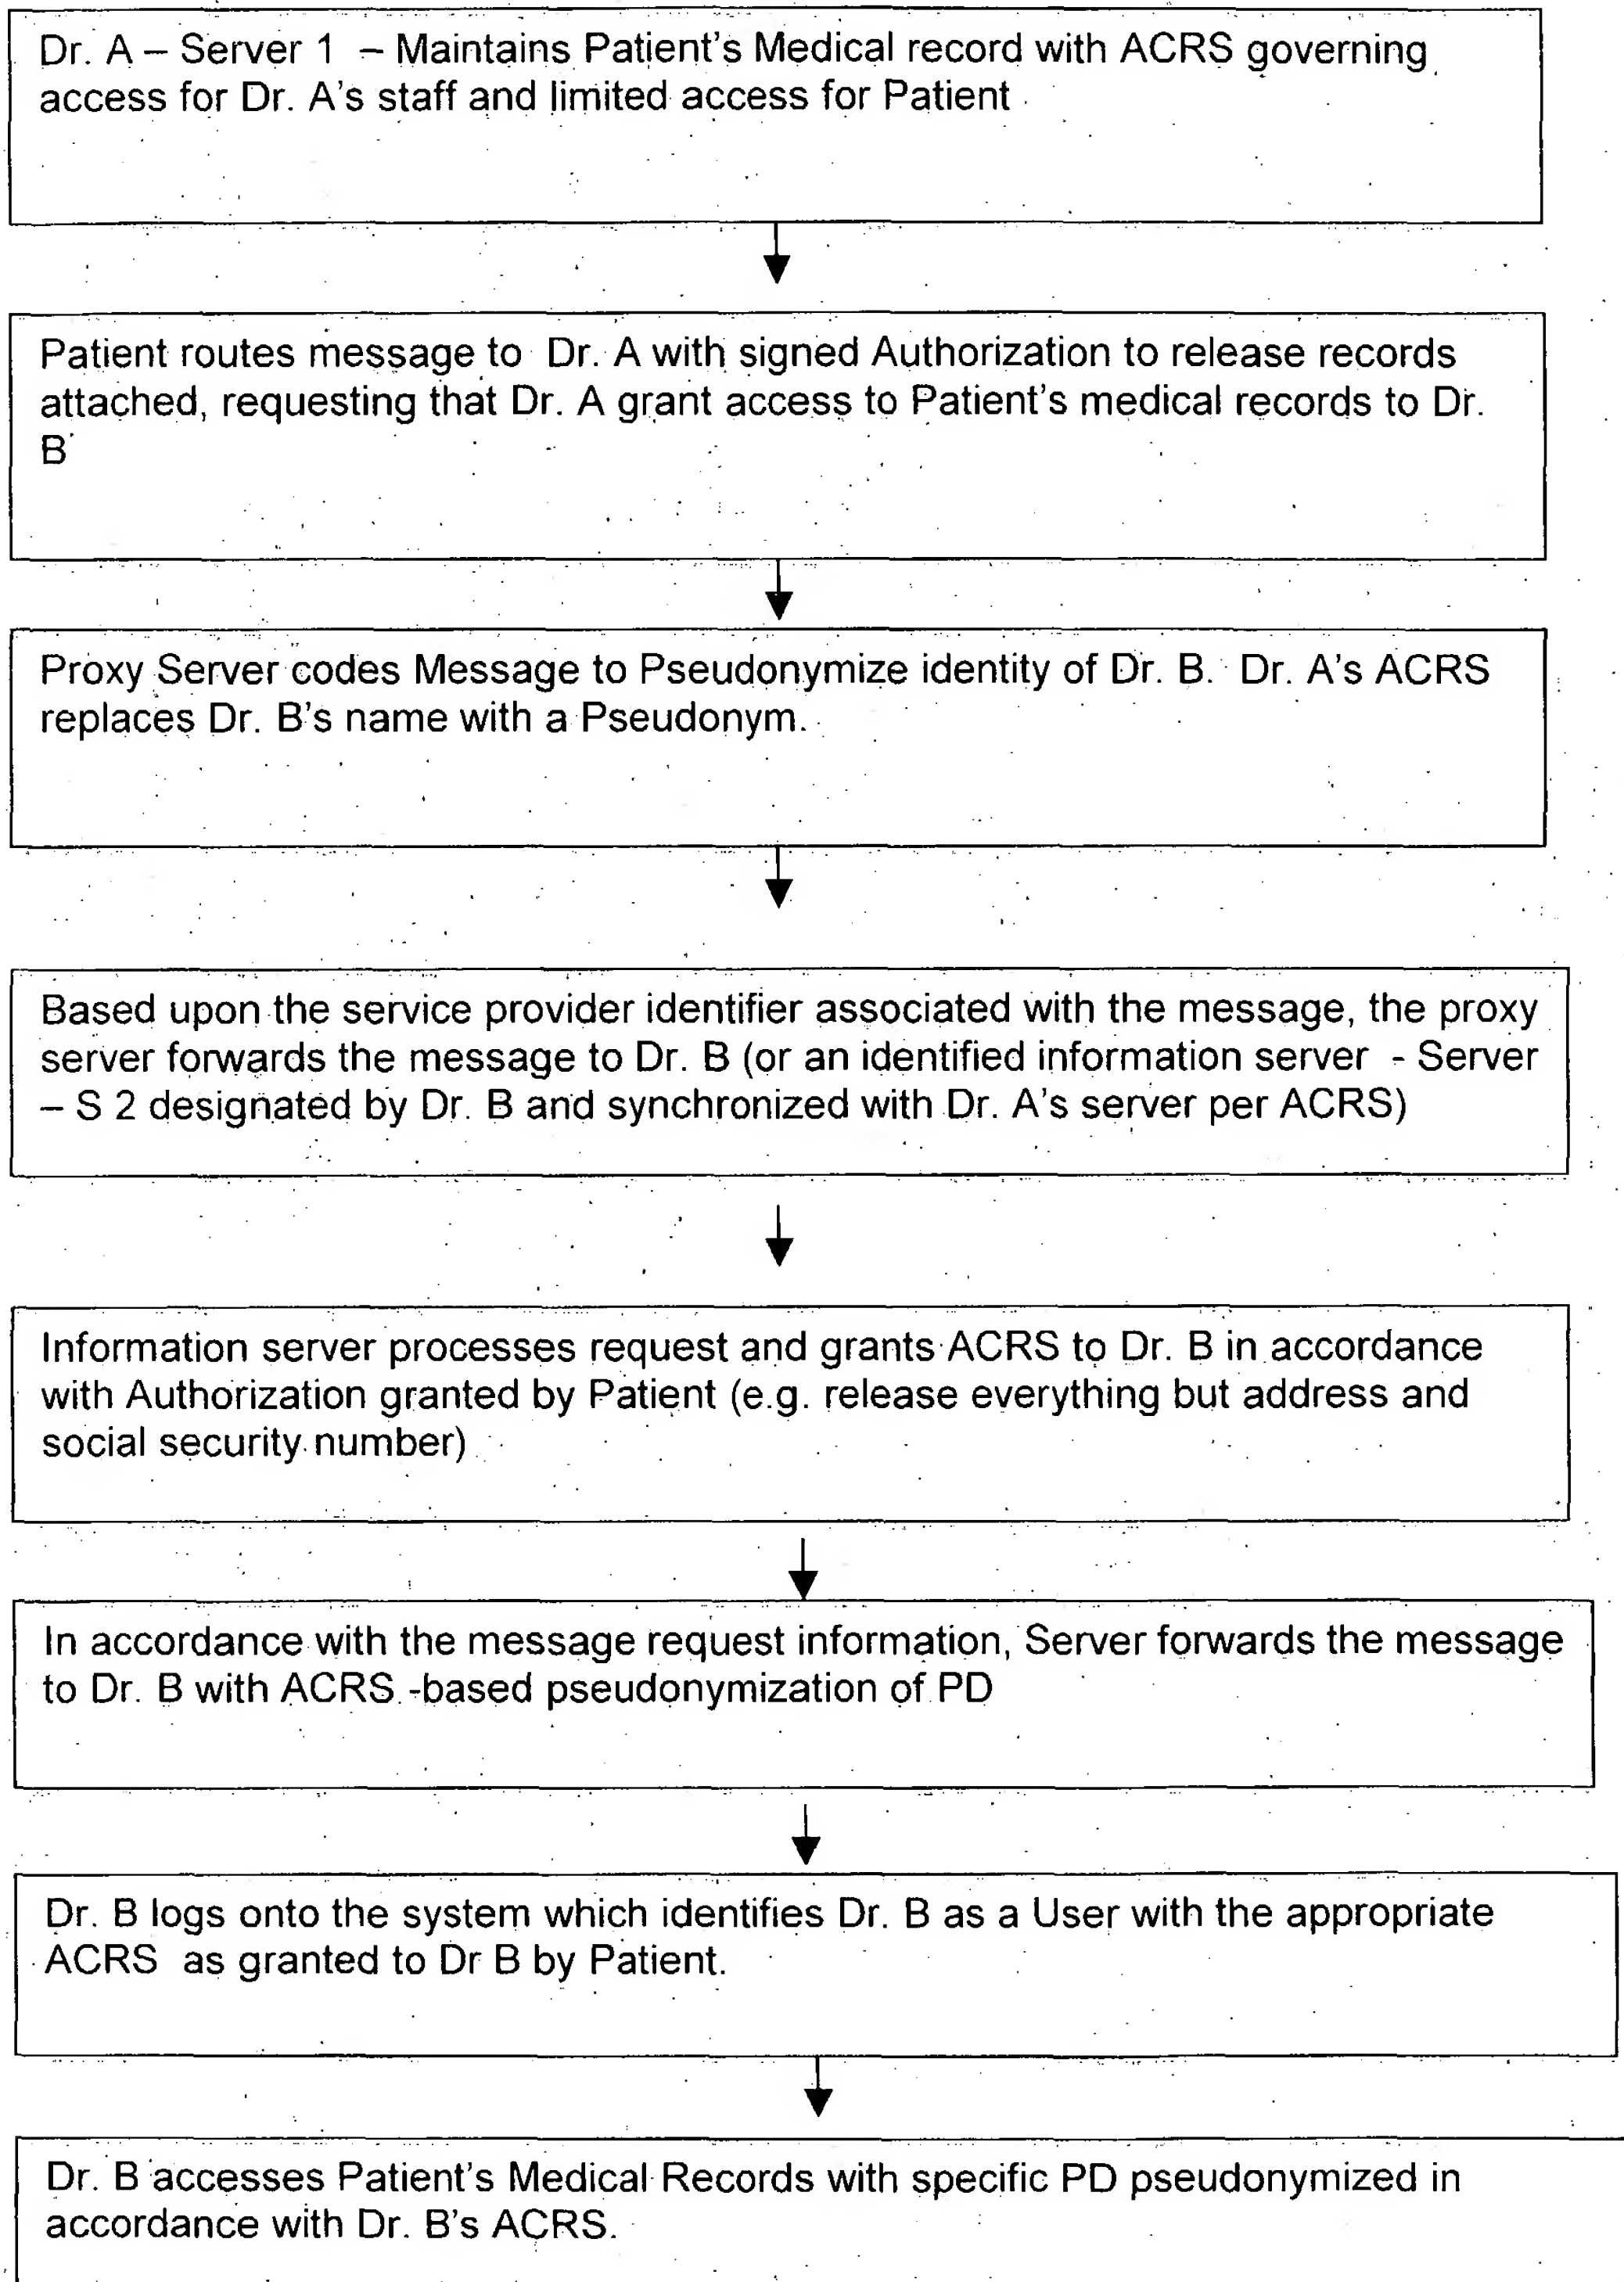 Dr. A – Server 1 – Maintains Patient's Medical record with ACRS governing
access for Dr. A's staff and limited access for Patient
Patient routes message to Dr. A with signed Authorization to release records
attached, requesting that Dr. A grant access to Patient's medical records to Dr.
B
Proxy Server codes Message to Pseudonymize identity of Dr. B. Dr. A's ACRS
replaces Dr. B's name with a Pseudonym.
Based upon the service provider identifier associated with the message, the proxy
server forwards the message to Dr. B (or an identified information server - Server
– S 2 designated by Dr. B and synchronized with Dr. A's server per ACRS)
Information server processes request and grants ACRS to Dr. B in accordance
with Authorization granted by Patient (e.g. release everything but address and
social security number)
In accordance with the message request information, Server forwards the message
to Dr. B with ACRS -based pseudonymization of PD
Dr. B logs onto the system which identifies Dr. B as a User with the appropriate
ACRS as granted to Dr B by Patient.
Dr. B accesses Patient's Medical Records with specific PD pseudonymized in
accordance with Dr. B's ACRS.